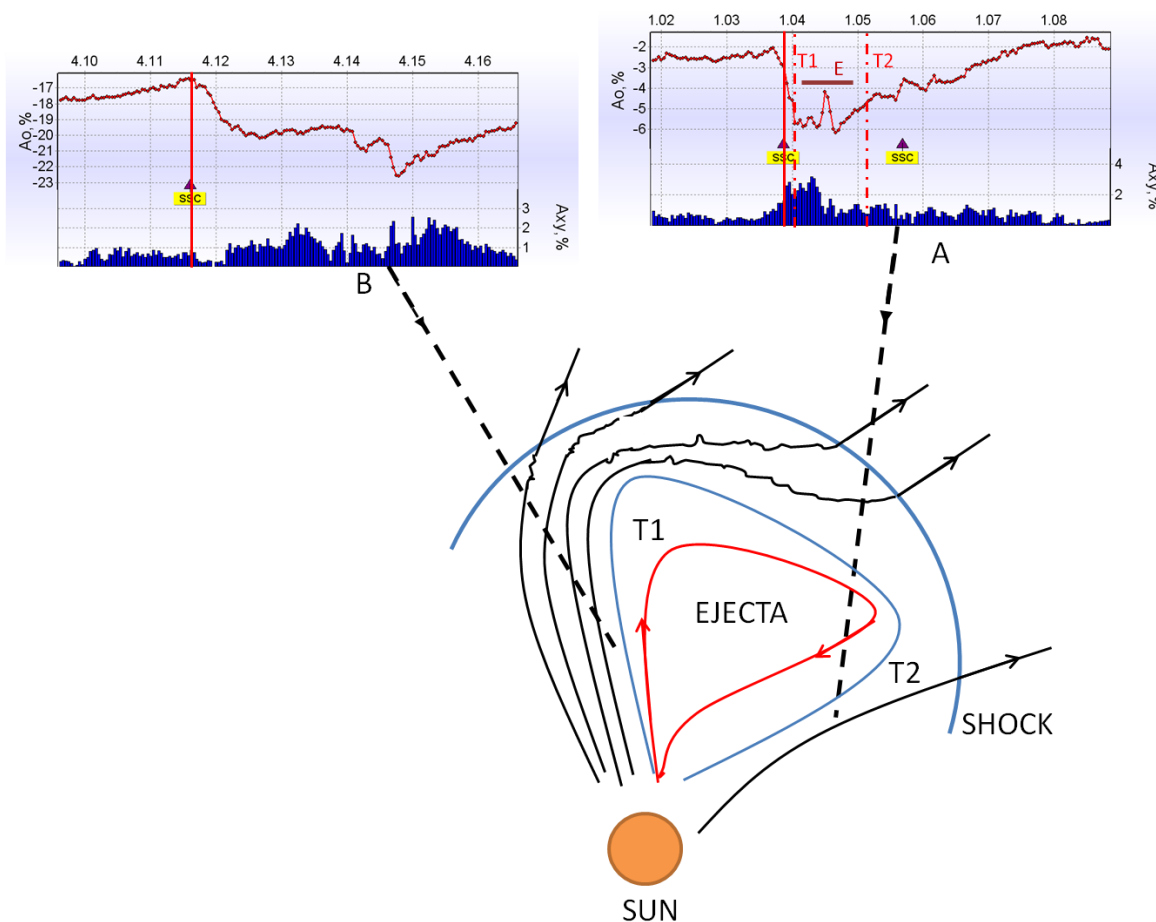 4.10 4.11 4.12 4.13 4.14 4.15 4.16
-17
-18
-19
-20
-21
-22
-23
Ao, %
SSC
3
2
1
Axy, %
B
1.02 1.03 1.04 1.05 1.06 1.07 1.08
-2
-3
-4
-5
-6
Ao, %
T1 E T2
SSC SSC
4
2
Axy, %
A
T1
EJECTA
T2
SHOCK
SUN